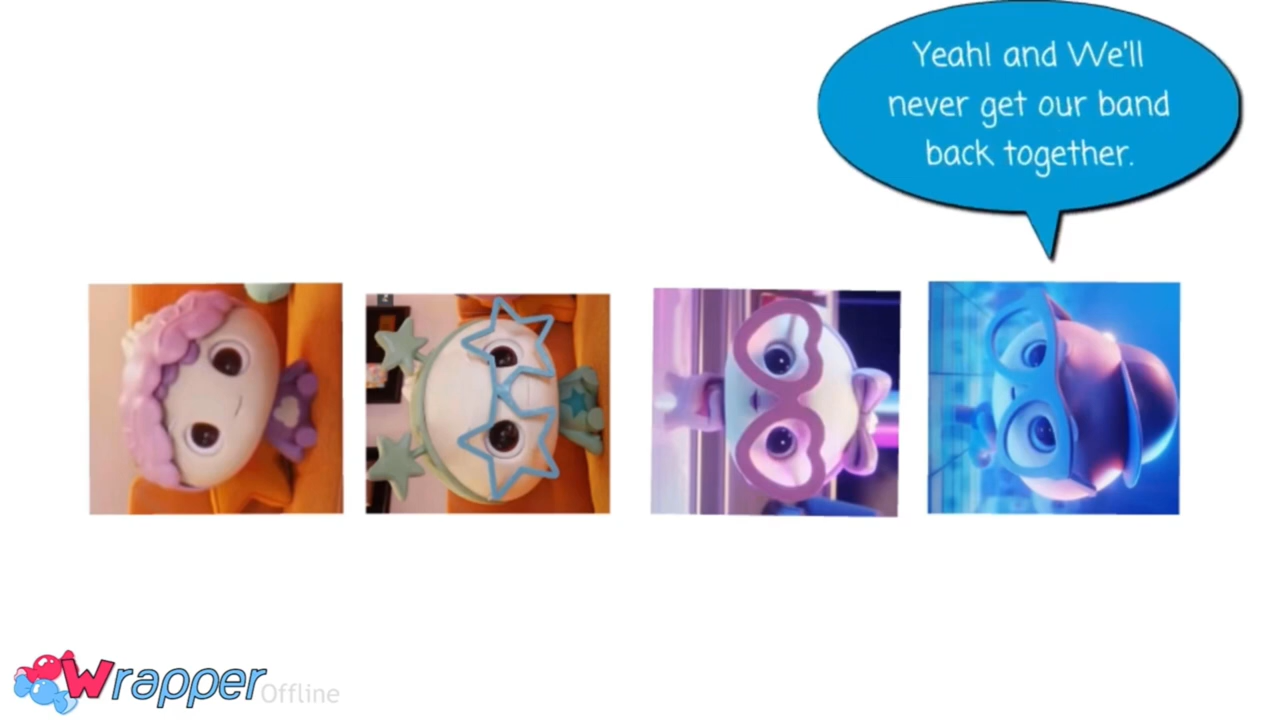 Yeah! and We'll
never get our band
back together.
Wrapper Offline